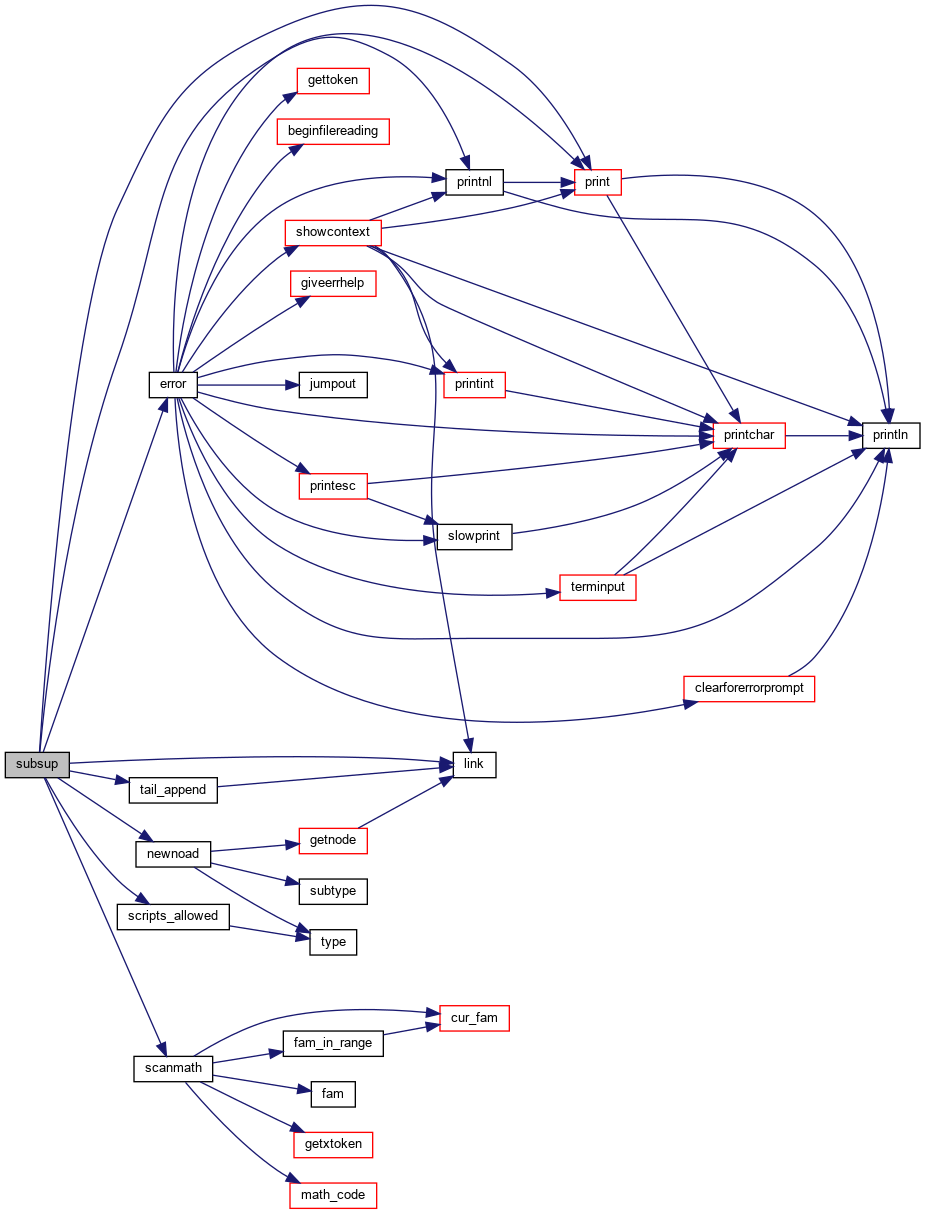 gettoken
beginfilereading
printnl
print
showcontext
giveerrhelp
error
jumpout
printint
printchar
println
printesc
slowprint
terminput
clearforerrorprompt
subsup
link
tail_append
getnode
newnoad
subtype
scripts_allowed
type
cur_fam
fam_in_range
scanmath
fam
getxtoken
math_code